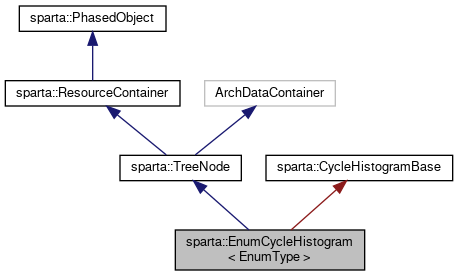 sparta::PhasedObject
sparta::ResourceContainer
ArchDataContainer
sparta::TreeNode
sparta::CycleHistogramBase
sparta::EnumCycleHistogram
< EnumType >